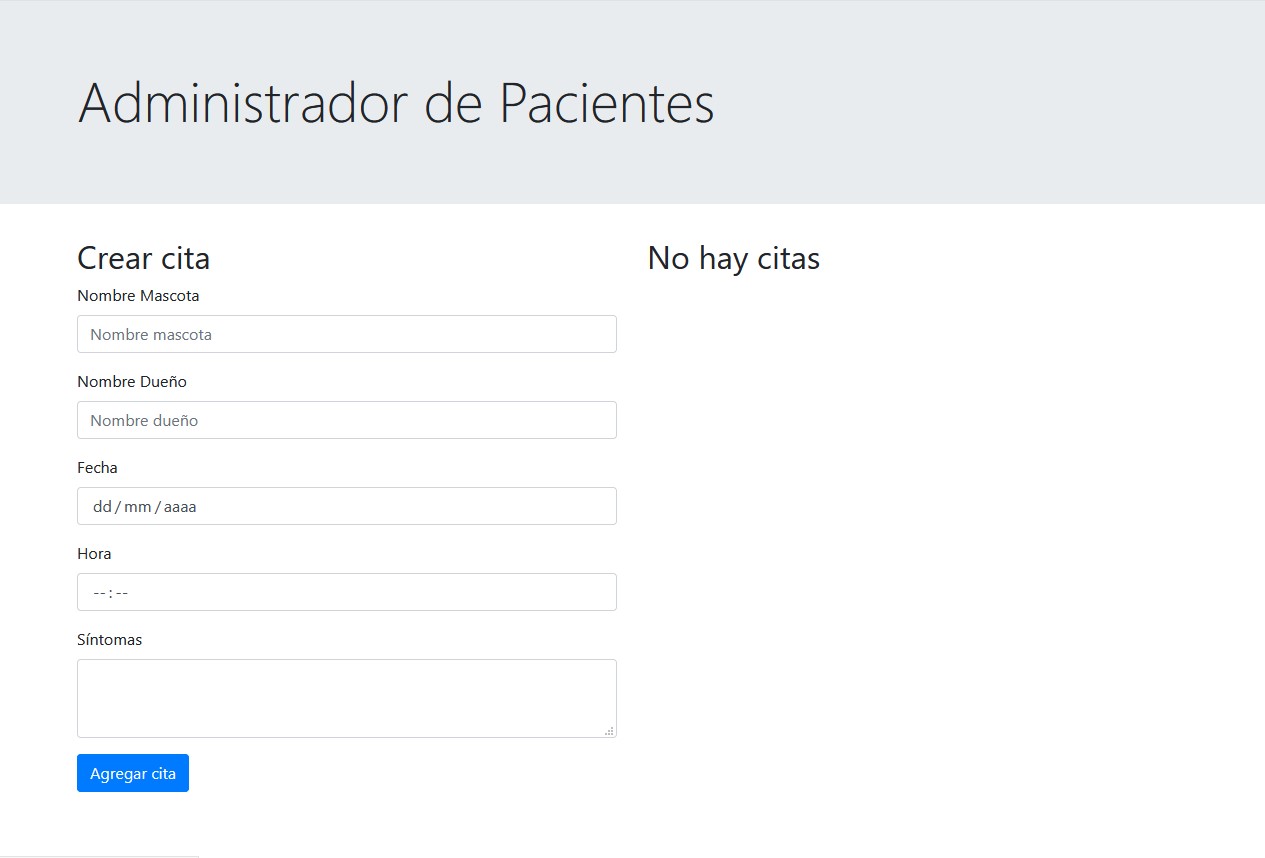 Administrador de Pacientes
Crear cita
Nombre Mascota
Nombre mascota
Nombre Dueño
Nombre dueño
Fecha
dd/mm/aaaa
Hora
--:--
Síntomas
Agregar cita
No hay citas